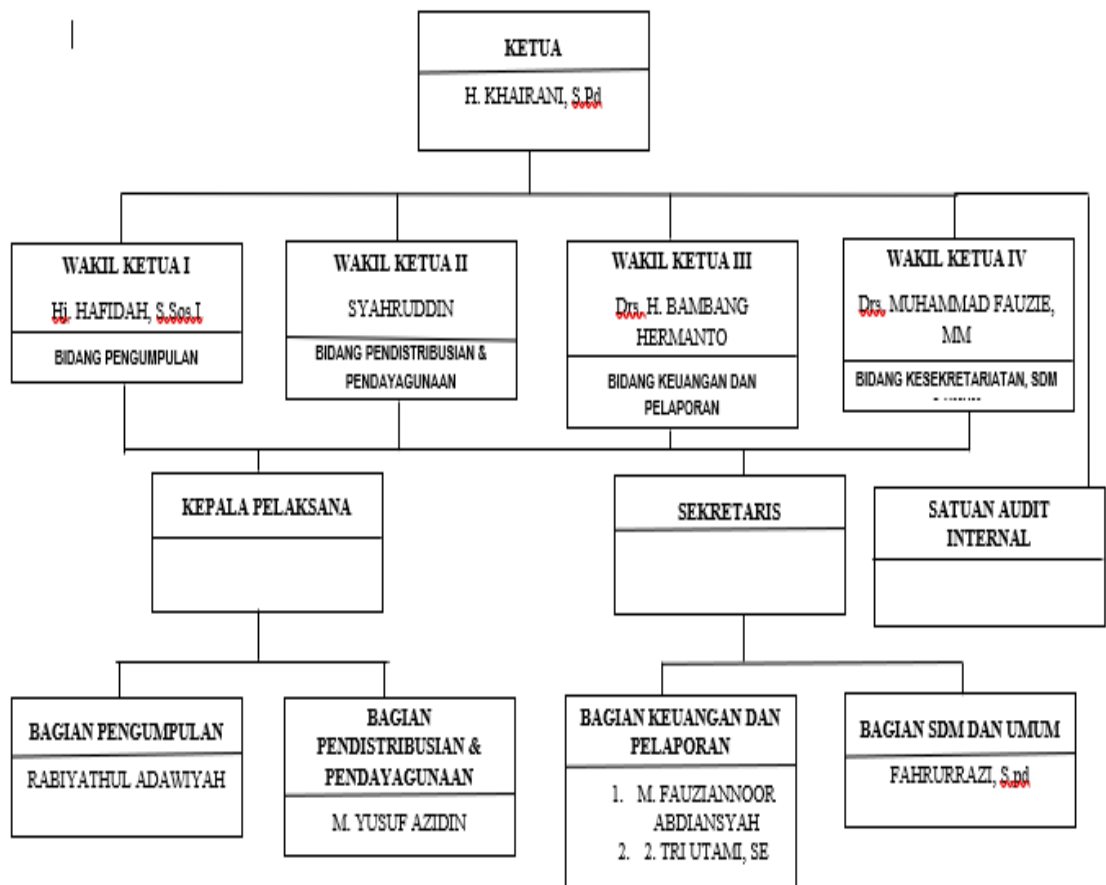 KETUA
H. KHAIRANI, S.Pd
WAKIL KETUA I
Hj. HAFIDAH, S.Sos.I
BIDANG PENGUMPULAN
WAKIL KETUA II
SYAHRUDDIN
BIDANG PENDISTRIBUSIAN &
PENDAYAGUNAAN
WAKIL KETUA III
Drs. H. BAMBANG
HERMANTO
BIDANG KEUANGAN DAN
PELAPORAN
WAKIL KETUA IV
Drs. MUHAMMAD FAUZIE,
MM
BIDANG KESEKRETARIATAN, SDM
KEPALA PELAKSANA
SEKRETARIS
SATUAN AUDIT
INTERNAL
BAGIAN PENGUMPULAN
RABIYATHUL ADAWIYAH
BAGIAN
PENDISTRIBUSIAN &
PENDAYAGUNAAN
M. YUSUF AZIDIN
BAGIAN KEUANGAN DAN
PELAPORAN
1. M. FAUZIANNOOR
ABDIANSYAH
2. 2. TRI UTAMI, SE
BAGIAN SDM DAN UMUM
FAHRURRAZI, S.pd